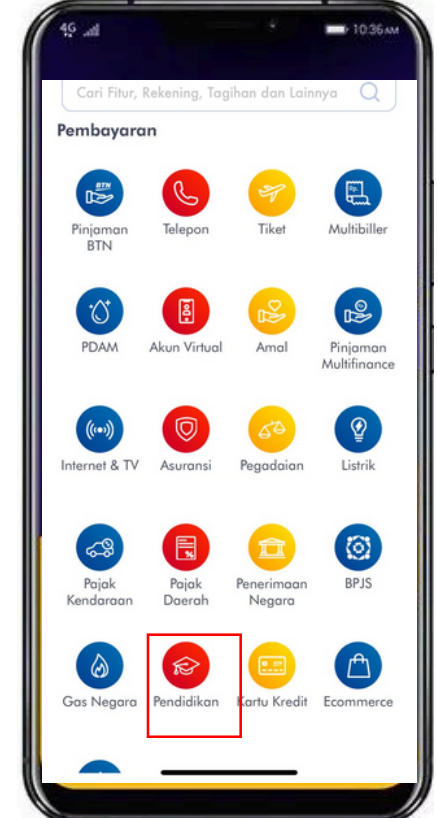 4G 10:36 AM
Cari Fitur, Rekening, Tagihan dan Lainnya
Pembayaran
BTN Rp.
Pinjaman Telepon Tiket Multibiller
BTN
PDAM Akun Virtual Amal Pinjaman
Multifinance
Internet & TV Asuransi Pegadaian Listrik
%
Pajak Pajak Penerimaan BPJS
Kendaraan Daerah Negara
Gas Negara Pendidikan Kartu Kredit Ecommerce